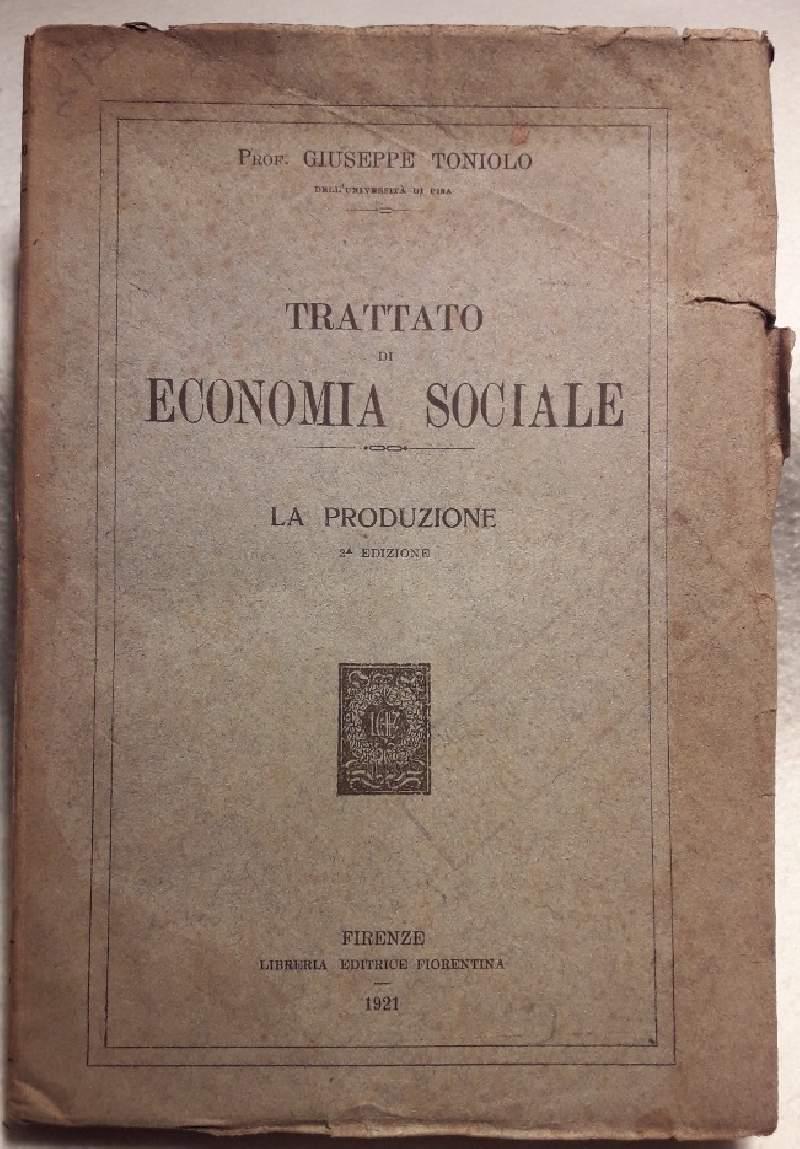 PROF. GIUSEPPE TONIOLO
DELL'UNIVERSITÀ DI PISA
TRATTATO
DI
ECONOMIA SOCIALE
LA PRODUZIONE
EDIZIONE
FIRENZE
LIBRERIA EDITRICE FIORENTINA
1921